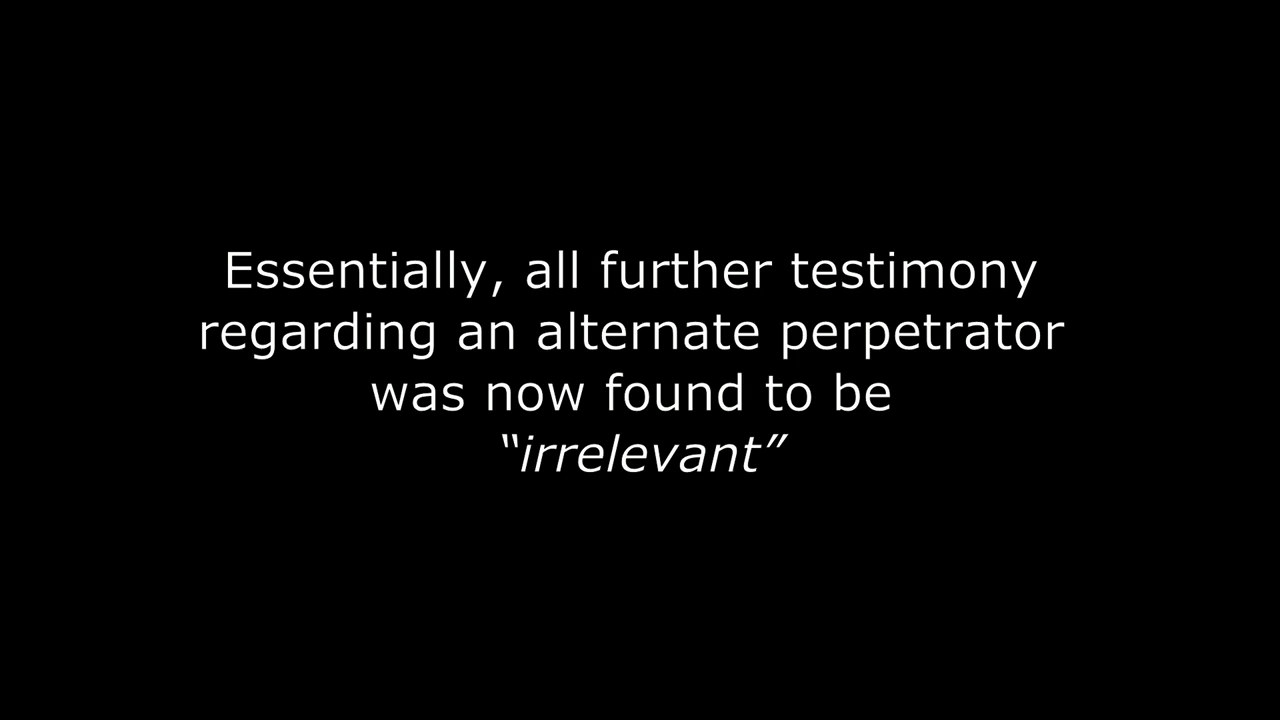 Essentially, all further testimony
regarding an alternate perpetrator
was now found to be
“irrelevant”